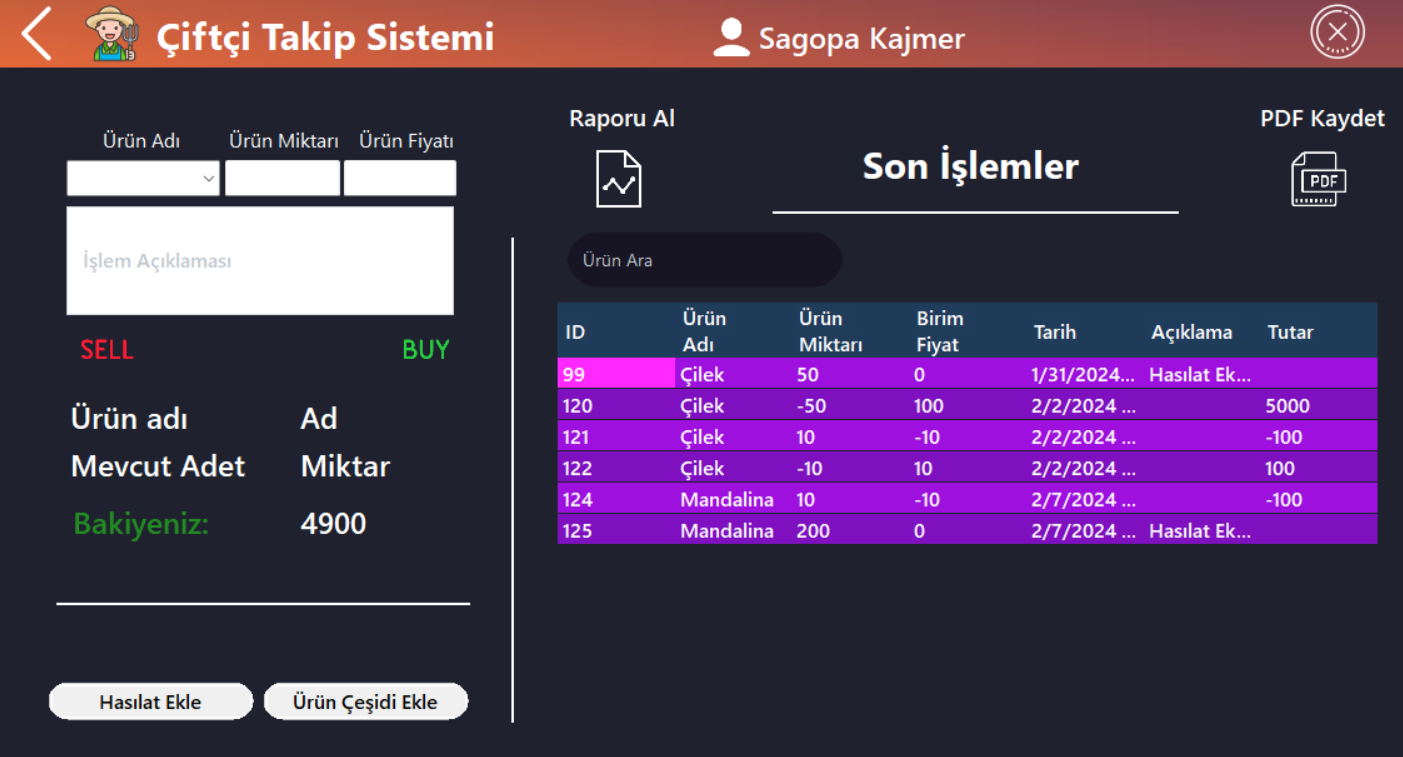 Çiftçi Takip Sistemi
Sagopa Kajmer
Ürün Adı Ürün Miktarı Ürün Fiyatı
İşlem Açıklaması
SELL BUY
Ürün adı Ad
Mevcut Adet Miktar
Bakiyeniz: 4900
Hasılat Ekle Ürün Çeşidi Ekle
Raporu Al
Son İşlemler
PDF Kaydet
PDF
Ürün Ara
ID Ürün Adı Ürün Miktarı Birim Fiyat Tarih Açıklama Tutar
99 Çilek 50 0 1/31/2024... Hasılat Ek...
120 Çilek -50 100 2/2/2024 ... 5000
121 Çilek 10 -10 2/2/2024 ... -100
122 Çilek -10 10 2/2/2024 ... 100
124 Mandalina 10 -10 2/7/2024 ... -100
125 Mandalina 200 0 2/7/2024 ... Hasılat Ek...